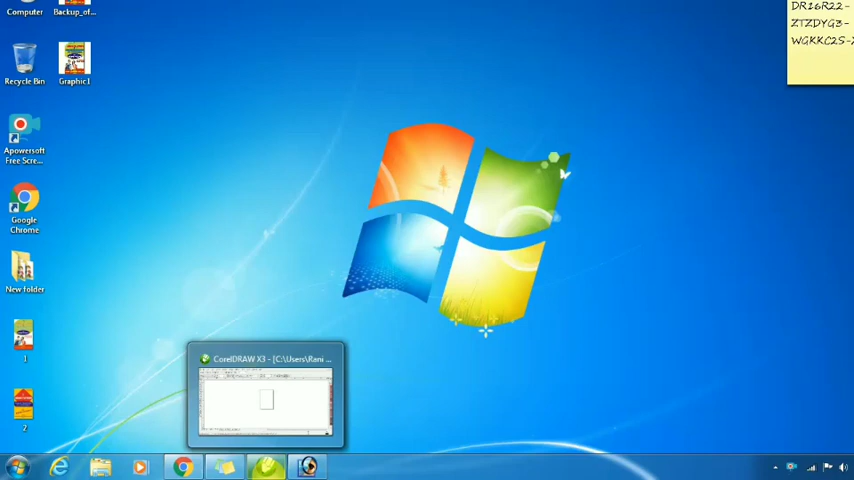 Computer
Backup_of...
DR16R22-
ZTZDYG3-
WGKKC2S-
Recycle Bin
Graphic1
Apowersoft
Free Scre...
Google
Chrome
New folder
1
CorelDRAW X3 - [C:\Users\Rani ...
2